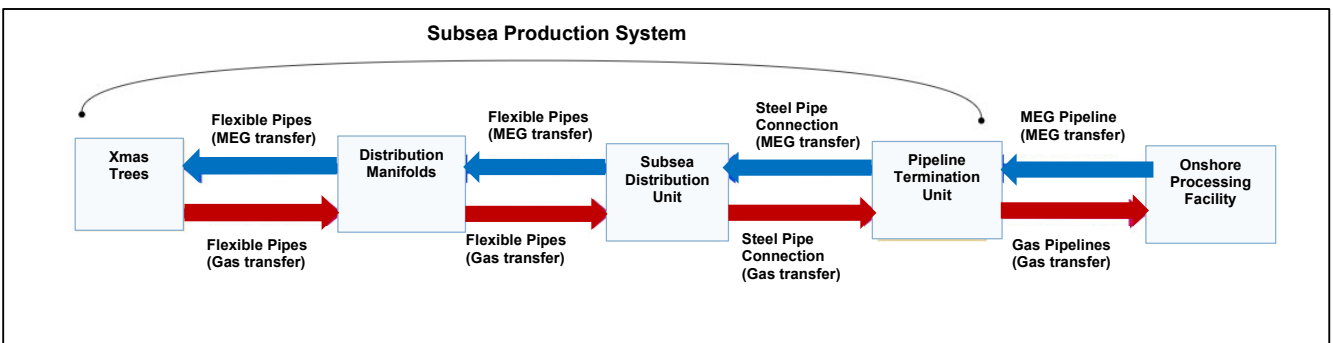 Subsea Production System
Flexible Pipes
(MEG transfer)
Flexible Pipes
(MEG transfer)
Steel Pipe
Connection
(MEG transfer)
MEG Pipeline
(MEG transfer)
Xmas
Trees
Distribution
Manifolds
Subsea
Distribution
Unit
Pipeline
Termination
Unit
Onshore
Processing
Facility
Flexible Pipes
(Gas transfer)
Flexible Pipes
(Gas transfer)
Steel Pipe
Connection
(Gas transfer)
Gas Pipelines
(Gas transfer)